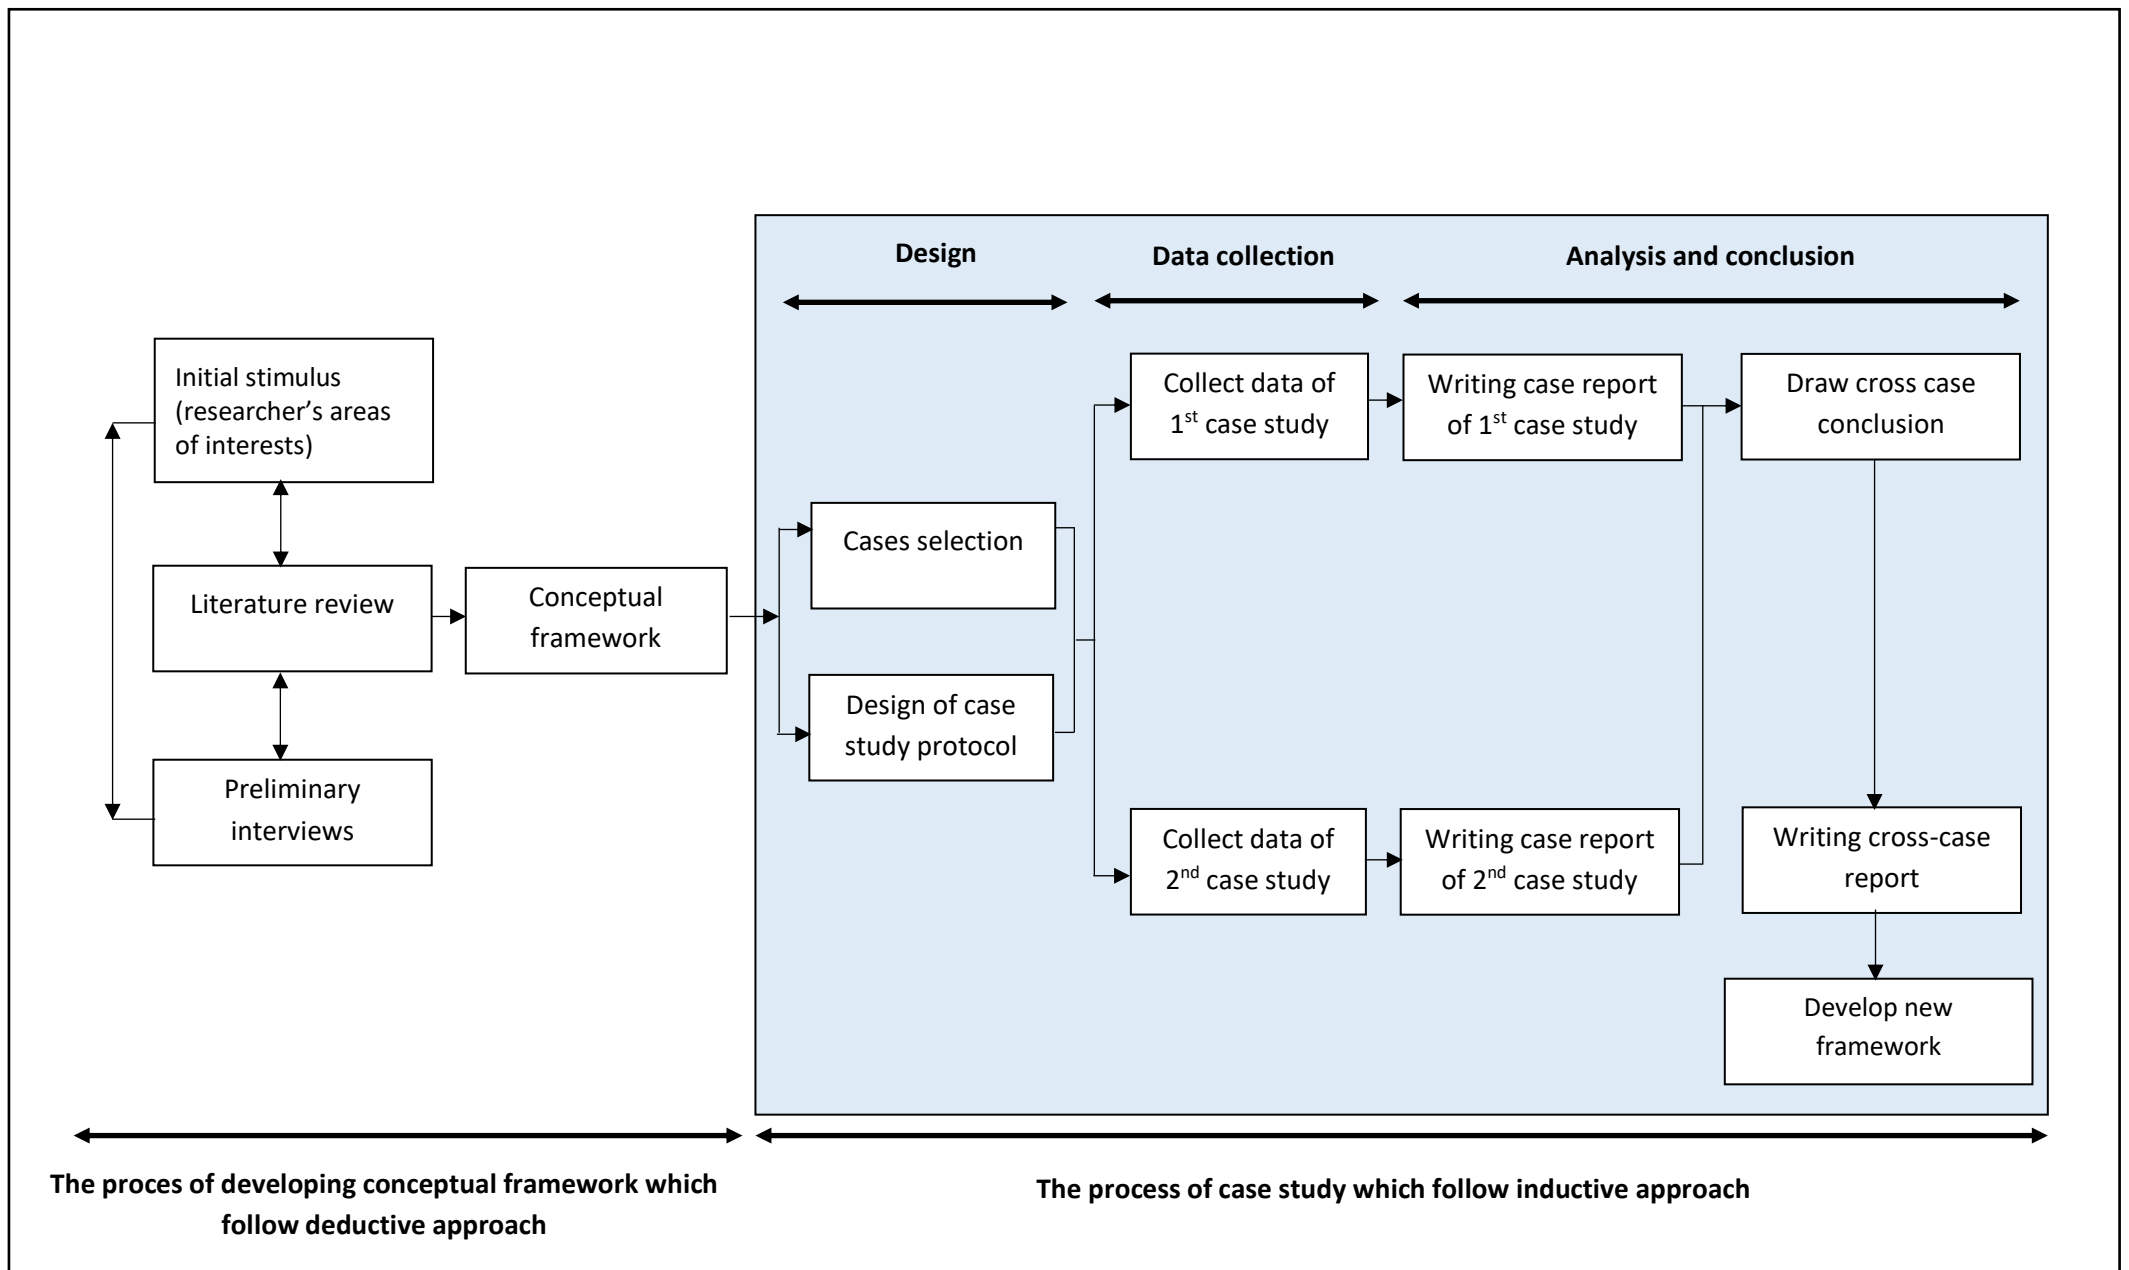 Design
Data collection
Analysis and conclusion
Initial stimulus
(researcher’s areas
of interests)
Literature review
Preliminary
interviews
Conceptual
framework
Cases selection
Design of case
study protocol
Collect data of
1st case study
Writing case report
of 1st case study
Draw cross case
conclusion
Collect data of
2nd case study
Writing case report
of 2nd case study
Writing cross-case
report
Develop new
framework
The proces of developing conceptual framework which
follow deductive approach
The process of case study which follow inductive approach